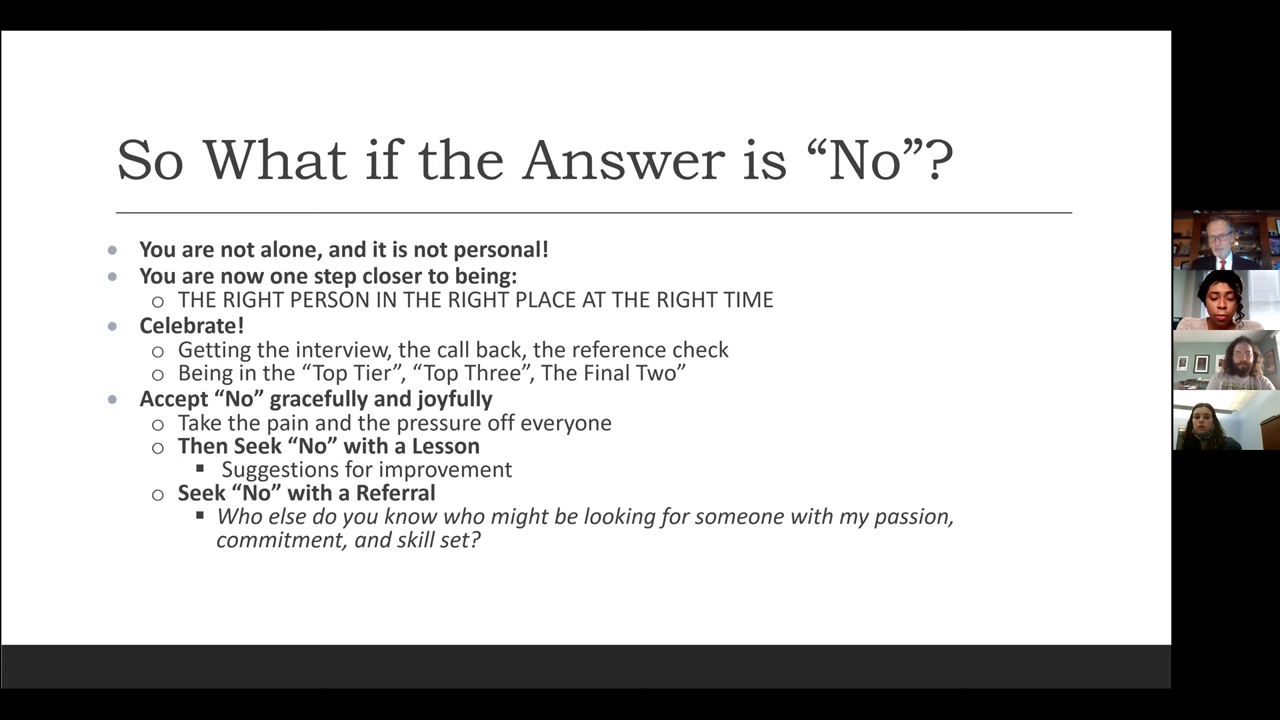 So What if the Answer is “No”?
You are not alone, and it is not personal!
You are now one step closer to being:
THE RIGHT PERSON IN THE RIGHT PLACE AT THE RIGHT TIME
Celebrate!
Getting the interview, the call back, the reference check
Being in the “Top Tier”, “Top Three”, The Final Two”
Accept “No” gracefully and joyfully
Take the pain and the pressure off everyone
Then Seek “No” with a Lesson
Suggestions for improvement
Seek “No” with a Referral
Who else do you know who might be looking for someone with my passion,
commitment, and skill set?